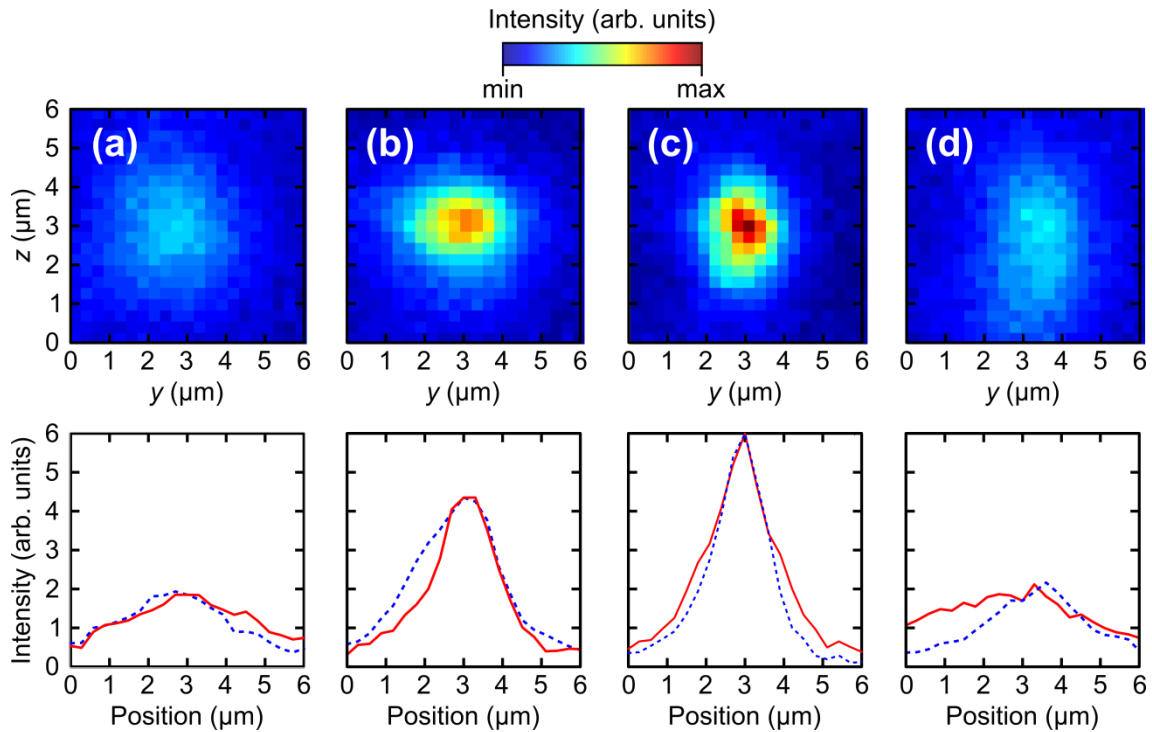 Intensity (arb. units)
min max
(a) (b) (c) (d)
z (µm)
6
5
4
3
2
1
0
0 1 2 3 4 5 6 0 1 2 3 4 5 6 0 1 2 3 4 5 6 0 1 2 3 4 5 6
y (µm) y (µm) y (µm) y (µm)
Intensity (arb. units)
6
5
4
3
2
1
0
0 1 2 3 4 5 6 0 1 2 3 4 5 6 0 1 2 3 4 5 6 0 1 2 3 4 5 6
Position (µm) Position (µm) Position (µm) Position (µm)